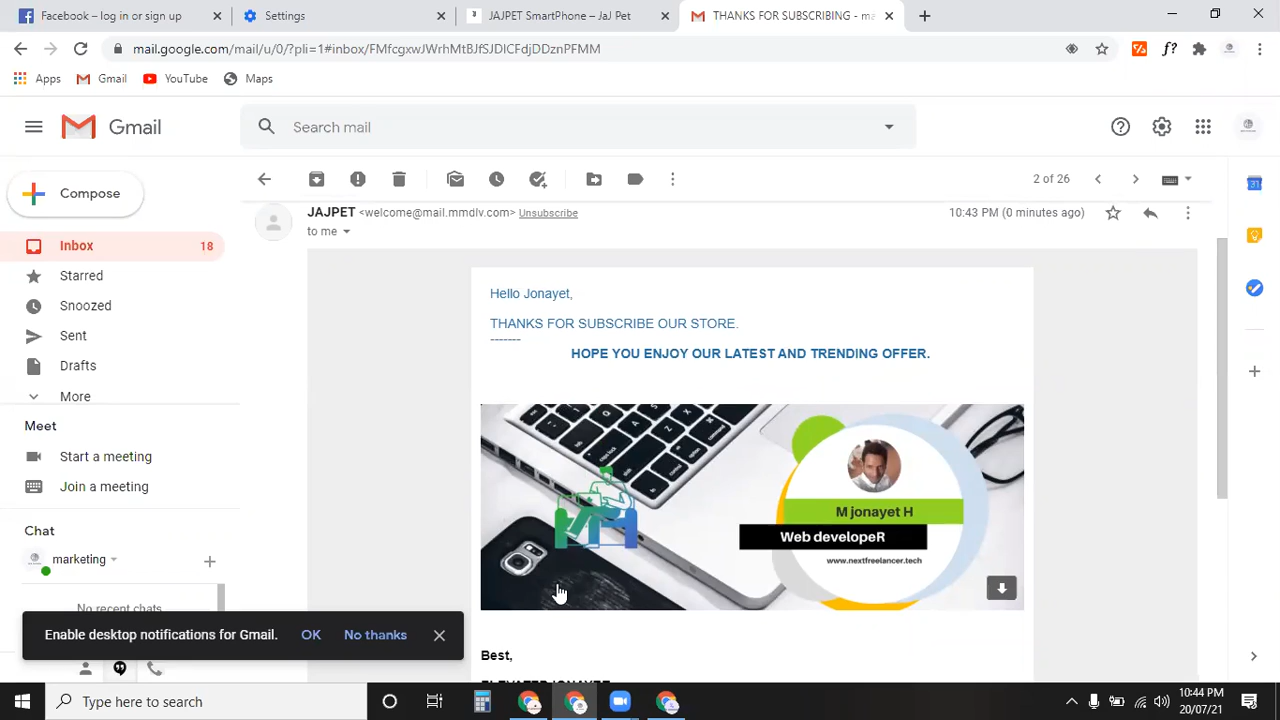 Facebook – log in or sign up
Settings
JAJPET SmartPhone – JaJ Pet
THANKS FOR SUBSCRIBING - ma
mail.google.com/mail/u/0/?pli=1#inbox/FMfcgxwJWrhMtBJfSJDlCFdjDDznPFMM
f?
Apps
Gmail
YouTube
Maps
Gmail
Search mail
Compose
2 of 26
JAJPET <welcome@mail.mmdlv.com> Unsubscribe
10:43 PM (0 minutes ago)
to me
Inbox
18
Starred
Snoozed
Sent
Drafts
More
Meet
Start a meeting
Join a meeting
Chat
marketing
No recent chats
Hello Jonayet,
THANKS FOR SUBSCRIBE OUR STORE.
-------
HOPE YOU ENJOY OUR LATEST AND TRENDING OFFER.
M jonayet H
Web developeR
www.nextfreelancer.tech
Enable desktop notifications for Gmail.
OK
No thanks
Best,
Type here to search
10:44 PM
20/07/21